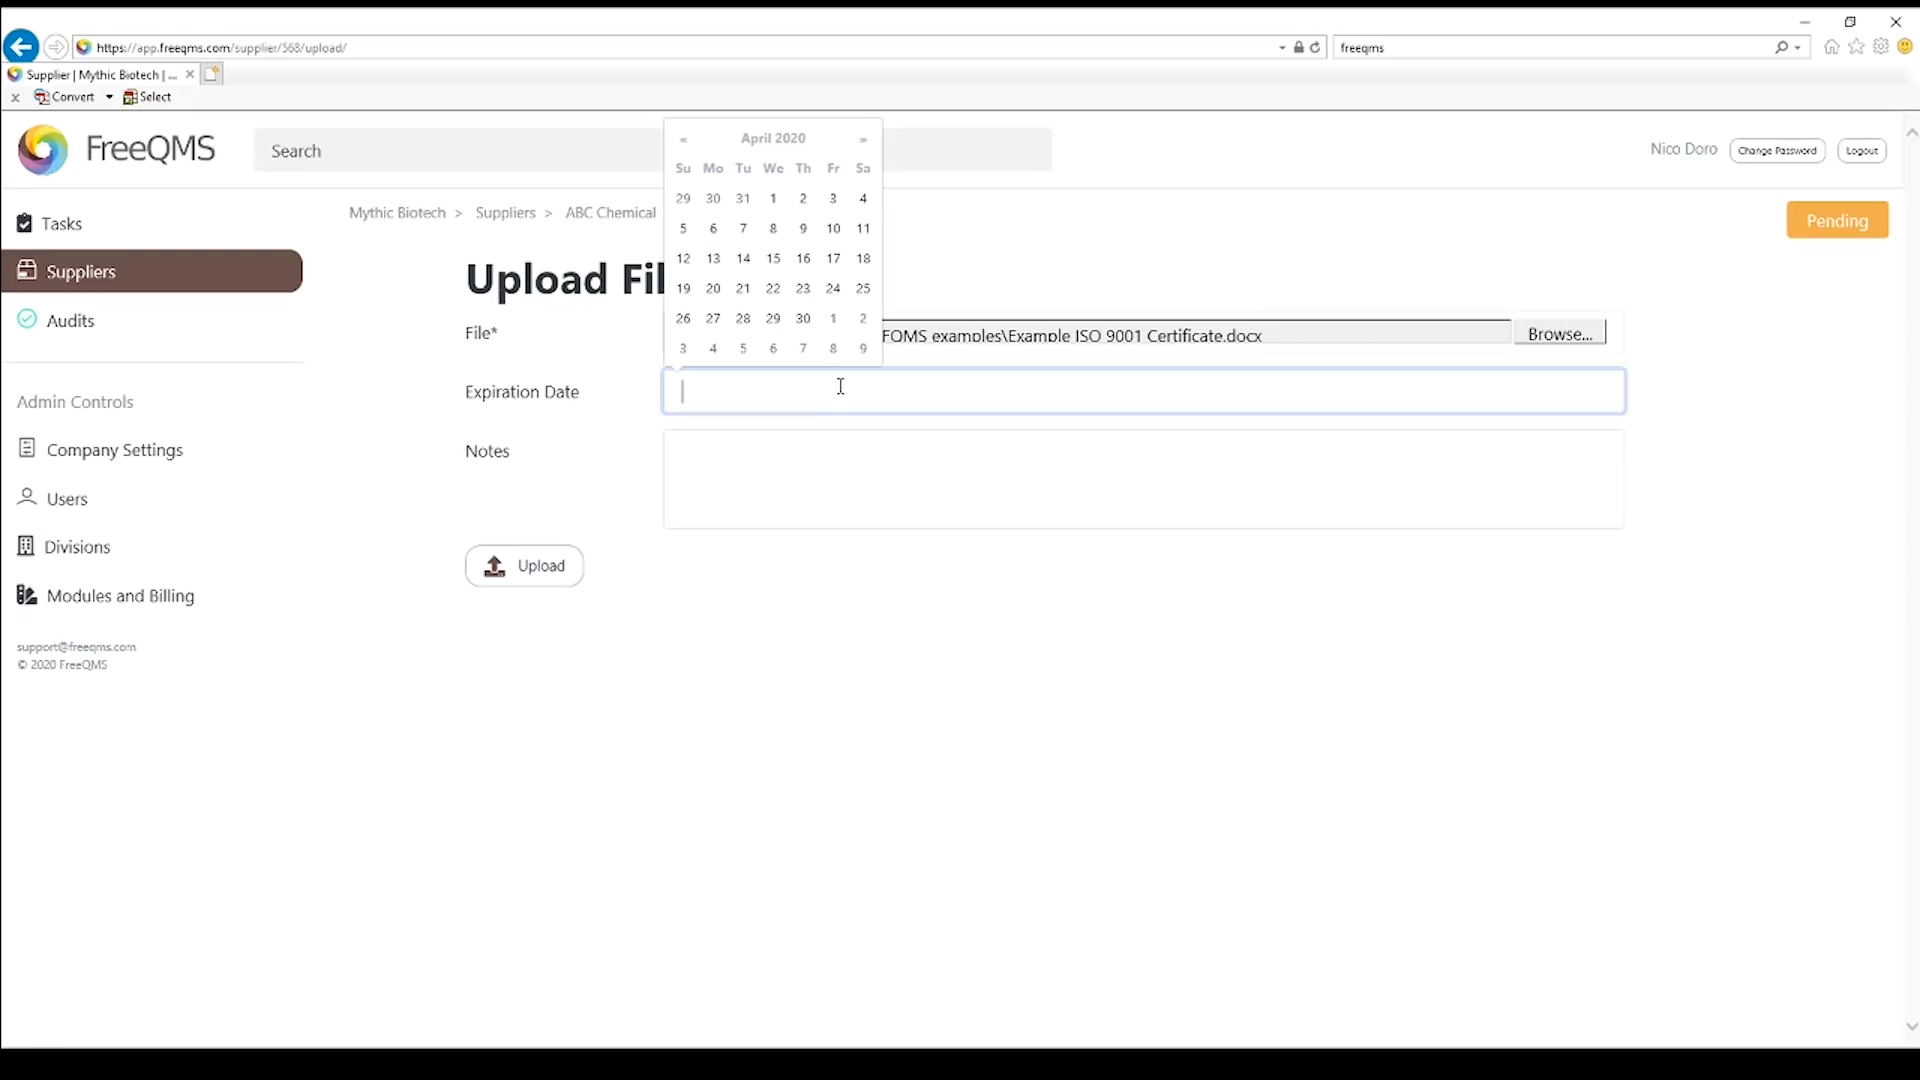 https://app.freeqms.com/supplier/568/upload/
freeqms
Supplier | Mythic Biotech | ...
x Convert Select
FreeQMS
Search
Nico Doro Change Password Logout
« April 2020 »
Su Mo Tu We Th Fr Sa
29 30 31 1 2 3 4
5 6 7 8 9 10 11
12 13 14 15 16 17 18
19 20 21 22 23 24 25
26 27 28 29 30 1 2
3 4 5 6 7 8 9
Tasks
Suppliers
Audits
Admin Controls
Company Settings
Users
Divisions
Modules and Billing
support@freeqms.com
© 2020 FreeQMS
Mythic Biotech > Suppliers > ABC Chemical
Pending
Upload Fil
File*
FQMS examples\Example ISO 9001 Certificate.docx
Browse...
Expiration Date
Notes
Upload